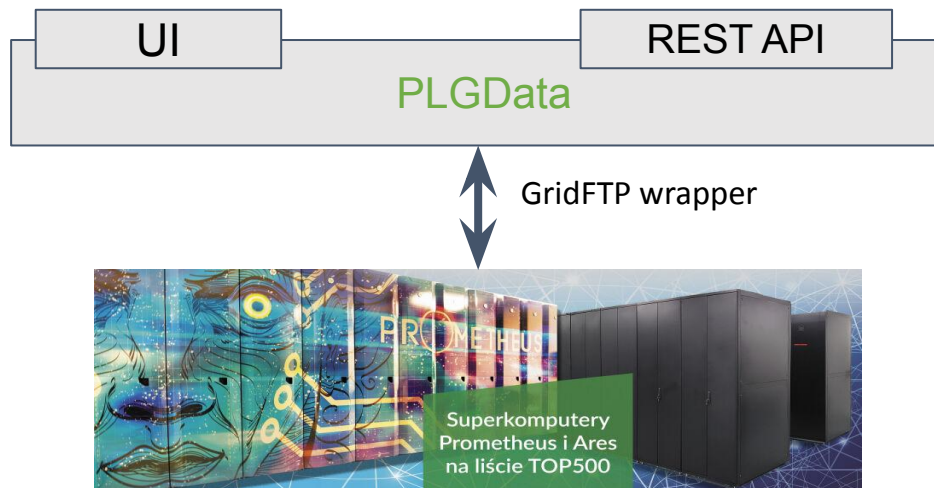 UI
REST API
PLGData
GridFTP wrapper
PROMETHEUS
Superkomputery
Prometheus i Ares
na liście TOP500